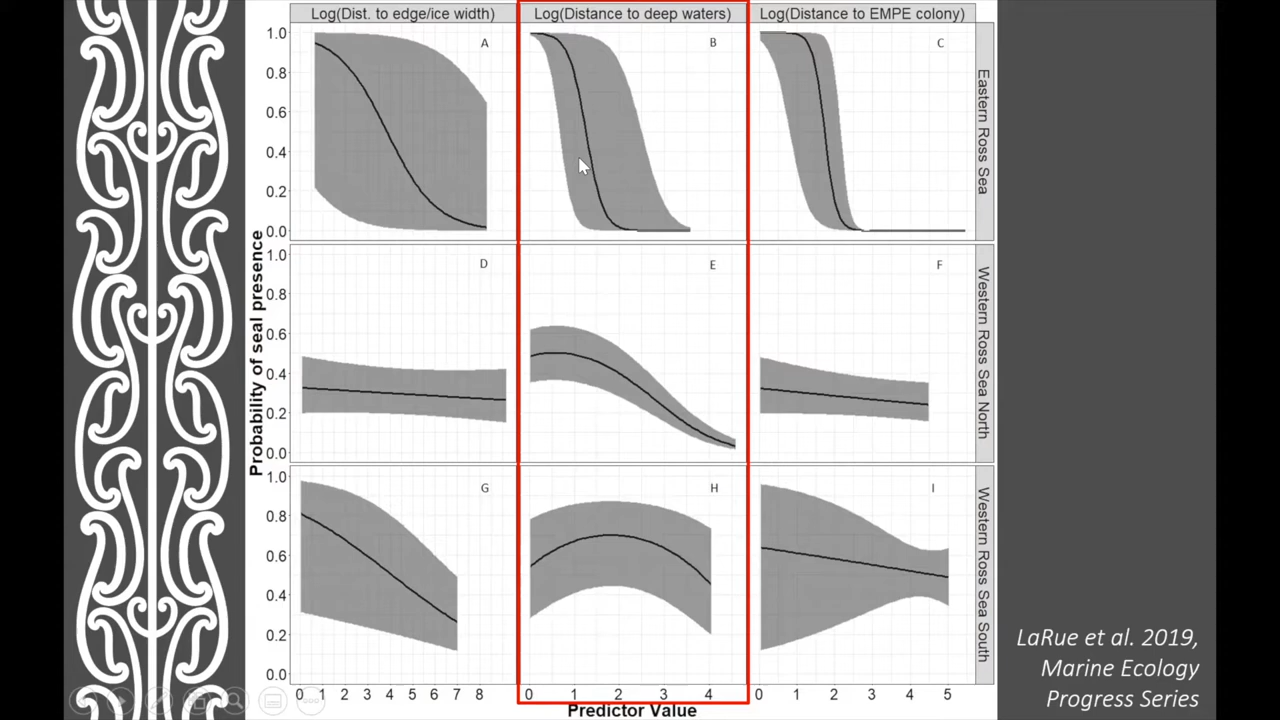 Log(Dist. to edge/ice width) Log(Distance to deep waters) Log(Distance to EMPE colony)
1.0 A B C
0.8
0.6
0.4
0.2
0.0
Eastern Ross Sea
1.0 D E F
0.8
0.6
0.4
0.2
0.0
Western Ross Sea North
1.0 G H I
0.8
0.6
0.4
0.2
0.0
Western Ross Sea South
Probability of seal presence
0 1 2 3 4 5 6 7 8 0 1 2 3 4 0 1 2 3 4 5
Predictor Value
LaRue et al. 2019,
Marine Ecology
Progress Series